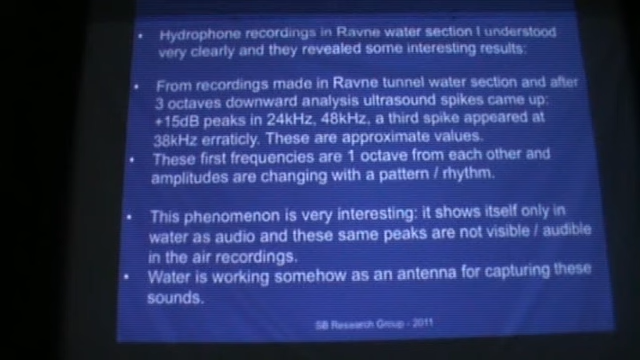 • Hydrophone recordings in Ravne water section I understood
very clearly and they revealed some interesting results:
• From recordings made in Ravne tunnel water section and after
3 octaves downward analysis ultrasound spikes came up:
+15dB peaks in 24kHz, 48kHz, a third spike appeared at
38kHz erraticly. These are approximate values.
• These first frequencies are 1 octave from each other and
amplitudes are changing with a pattern / rhythm.
• This phenomenon is very interesting: it shows itself only in
water as audio and these same peaks are not visible / audible
in the air recordings.
• Water is working somehow as an antenna for capturing these
sounds.
SB Research Group - 2011